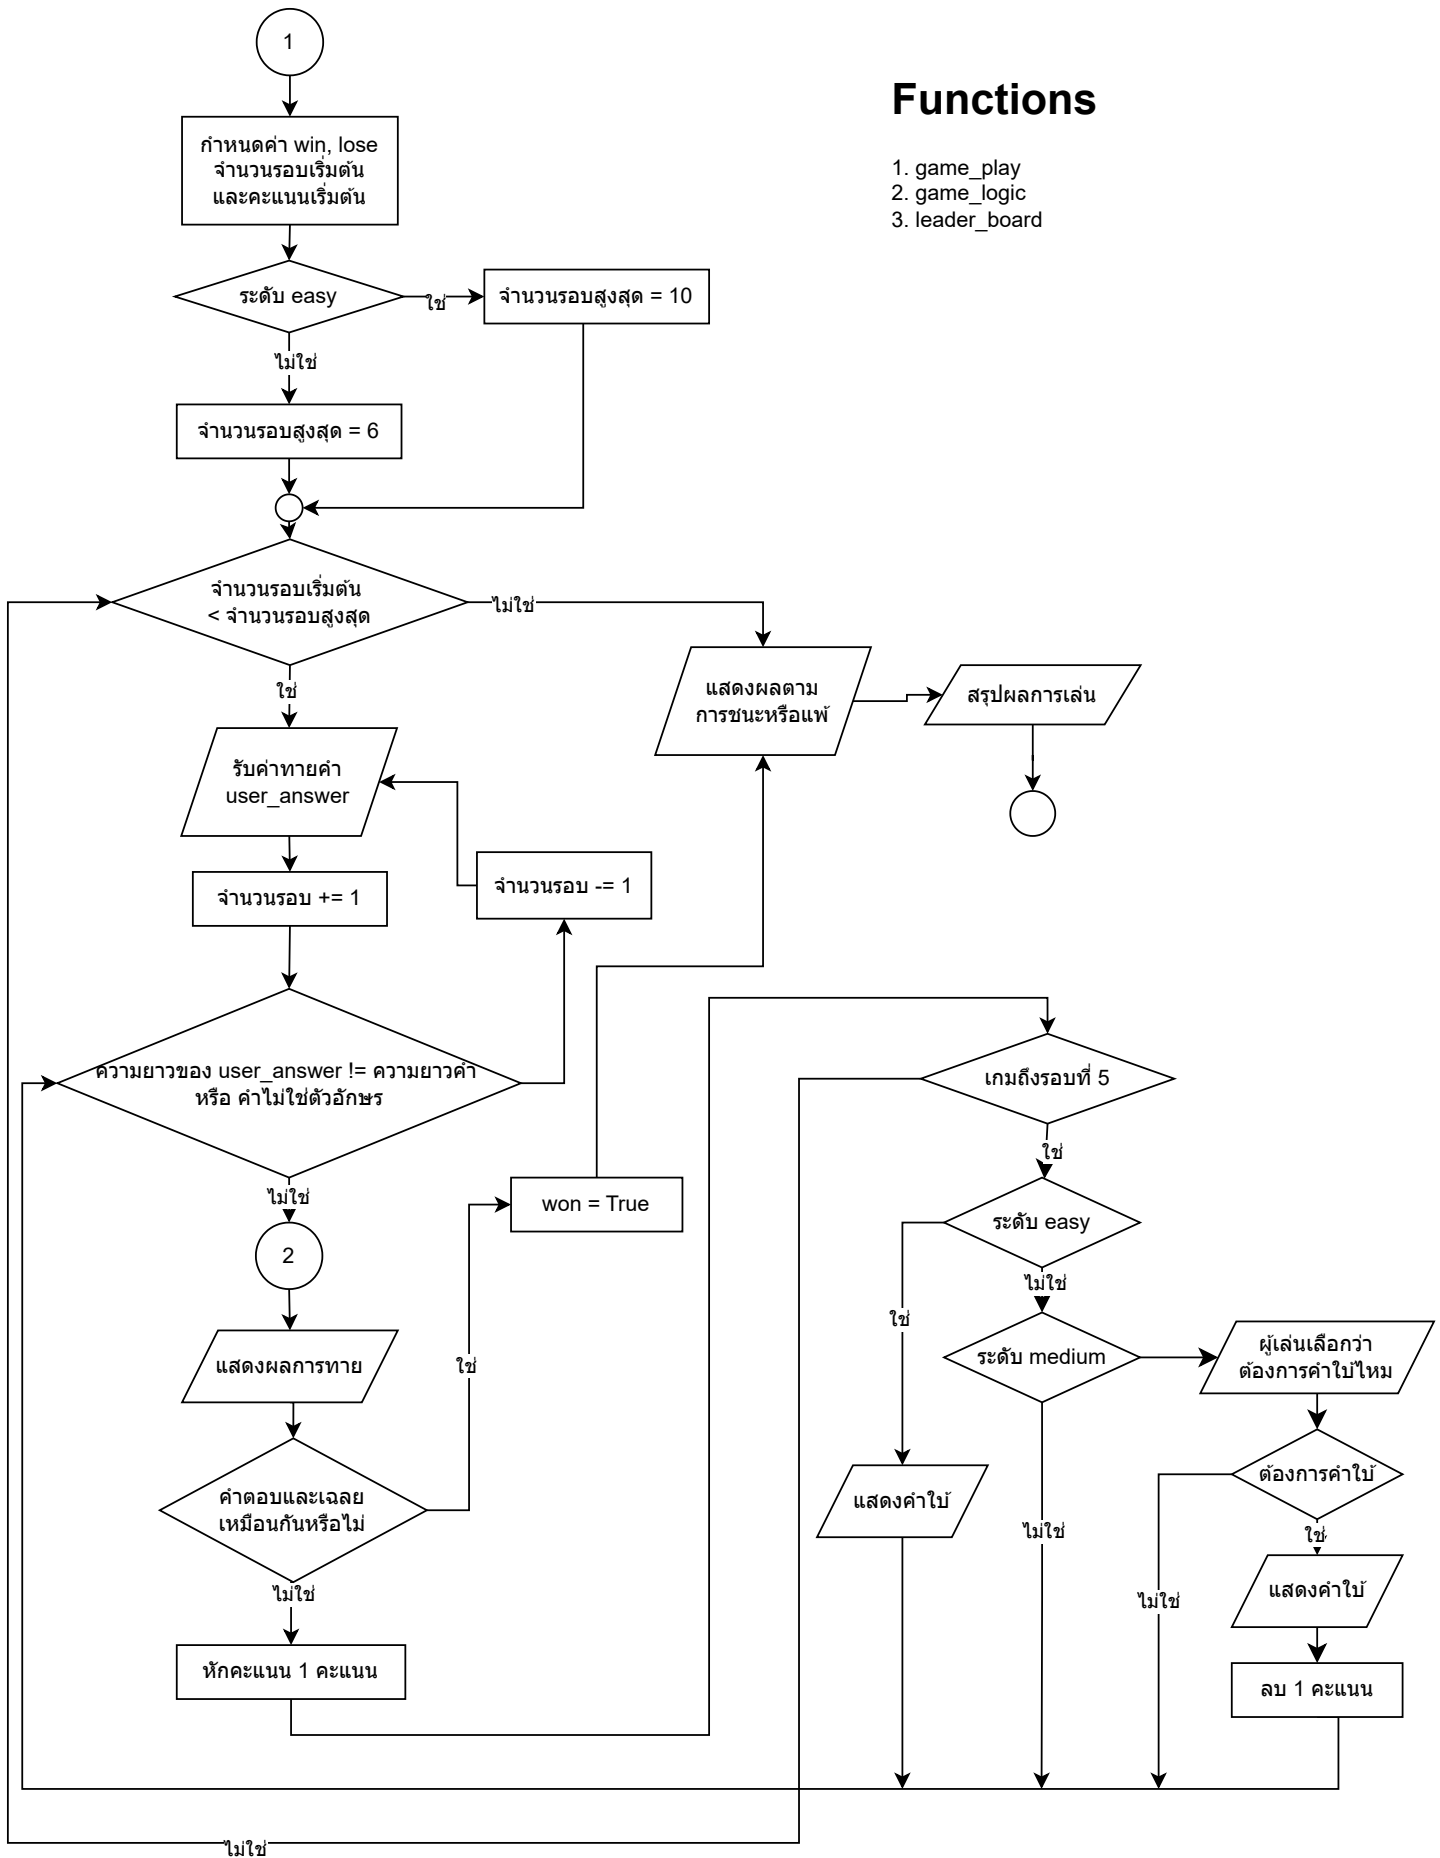 1
Functions
กำหนดค่า win, lose
จำนวนรอบเริ่มต้น
และคะแนนเริ่มต้น
1. game_play
2. game_logic
3. leader_board
ระดับ easy
ใช่
จำนวนรอบสูงสุด = 10
ไม่ใช่
จำนวนรอบสูงสุด = 6
จำนวนรอบเริ่มต้น
< จำนวนรอบสูงสุด
ไม่ใช่
ใช่
แสดงผลตาม
การชนะหรือแพ้
สรุปผลการเล่น
รับค่าทายคำ
user_answer
จำนวนรอบ -= 1
จำนวนรอบ += 1
ความยาวของ user_answer != ความยาวคำ
หรือ คำไม่ใช่ตัวอักษร
ไม่ใช่
2
won = True
แสดงผลการทาย
ใช่
คำตอบและเฉลย
เหมือนกันหรือไม่
ไม่ใช่
หักคะแนน 1 คะแนน
เกมถึงรอบที่ 5
ใช่
ระดับ easy
ไม่ใช่
ใช่
ระดับ medium
ผู้เล่นเลือกว่า
ต้องการคำใบ้ไหม
ต้องการคำใบ้
แสดงคำใบ้
ไม่ใช่
ใช่
แสดงคำใบ้
ไม่ใช่
ลบ 1 คะแนน
ไม่ใช่